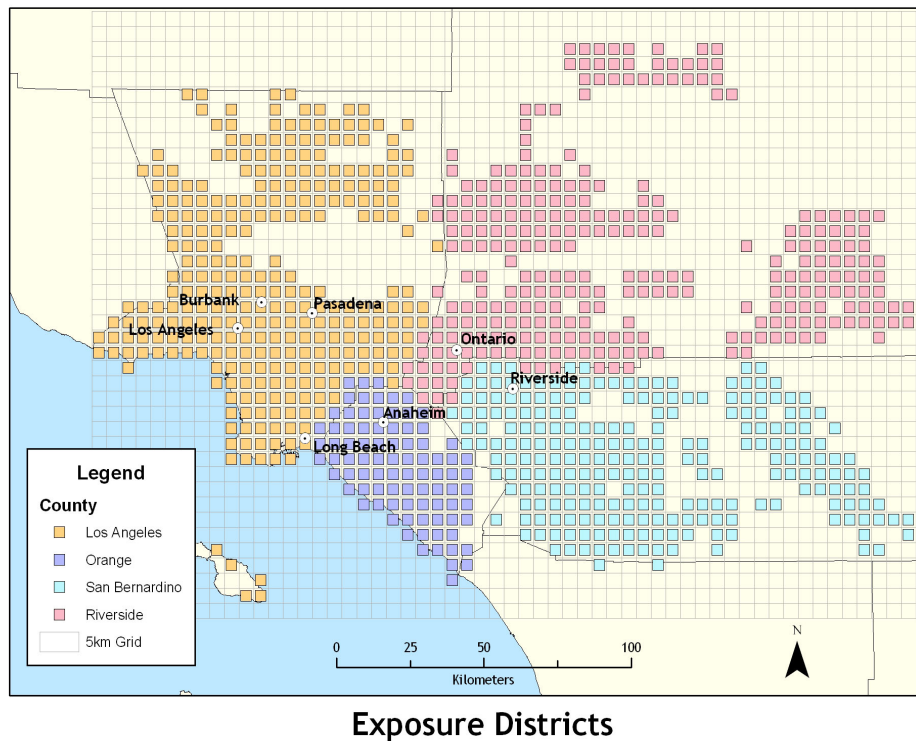 Burbank
Pasadena
Los Angeles
Ontario
Riverside
Anaheim
Long Beach
Legend
County
Los Angeles
Orange
San Bernardino
Riverside
5km Grid
0 25 50 100
Kilometers
N
Exposure Districts